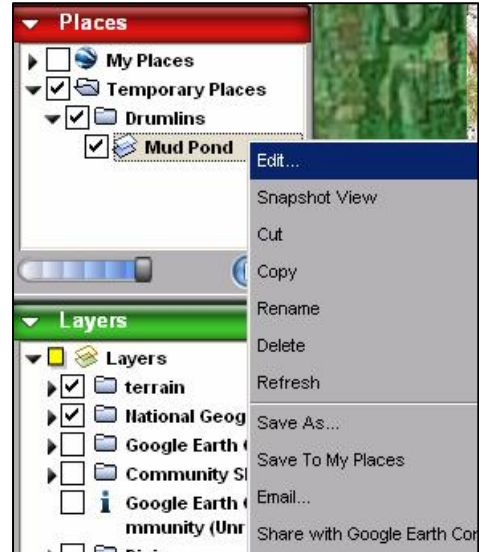 Places
My Places
Temporary Places
Drumlins
Mud Pond
Edit...
Snapshot View
Cut
Copy
Rename
Delete
Refresh
Save As...
Save To My Places
Email...
Share with Google Earth
Layers
Layers
terrain
National
Google Earth
Community
i Google Earth
mmunity (Unr